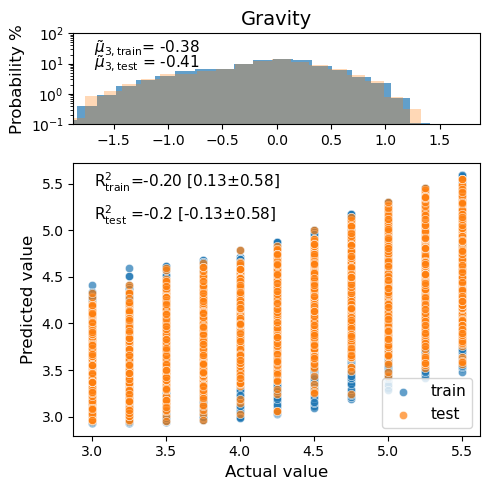 Gravity
Probability %
10²
10¹
10⁰
10⁻¹
μ̃₃,train= -0.38
μ̃₃,test = -0.41
−1.5 −1.0 −0.5 0.0 0.5 1.0 1.5
Predicted value
5.5
5.0
4.5
4.0
3.5
3.0
R²train=-0.20 [0.13±0.58]
R²test =-0.2 [-0.13±0.58]
train
test
3.0 3.5 4.0 4.5 5.0 5.5
Actual value